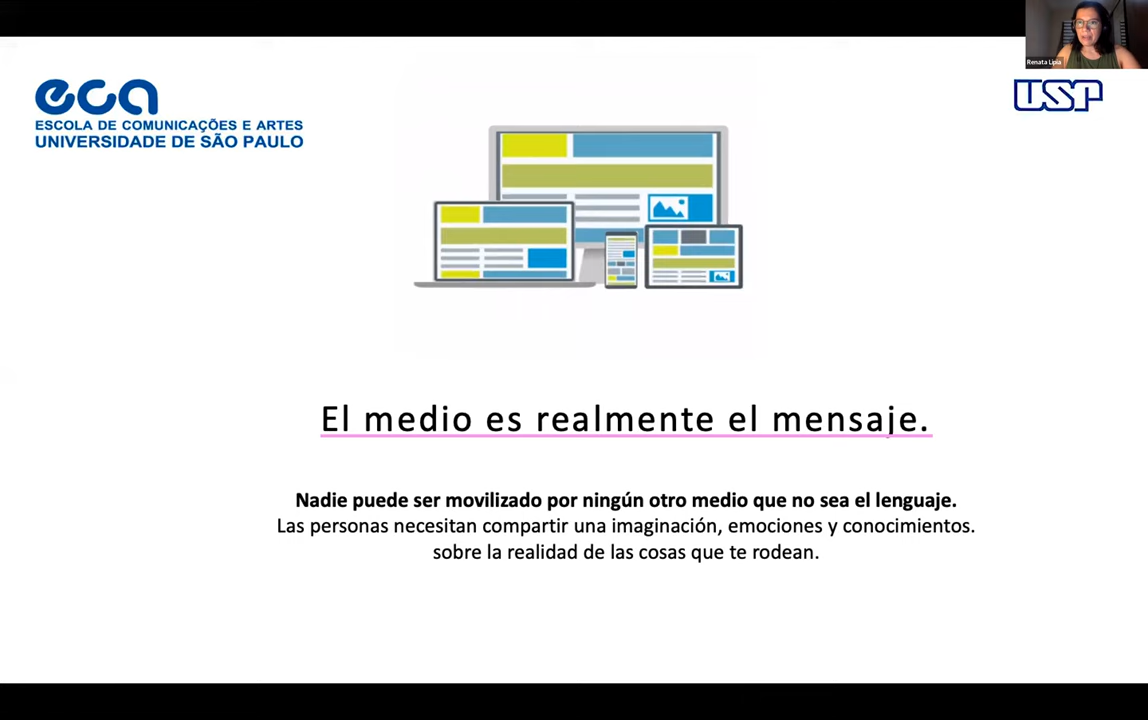 Renata Lipia
eca
ESCOLA DE COMUNICAÇÕES E ARTES
UNIVERSIDADE DE SÃO PAULO
USP
El medio es realmente el mensaje.
Nadie puede ser movilizado por ningún otro medio que no sea el lenguaje.
Las personas necesitan compartir una imaginación, emociones y conocimientos.
sobre la realidad de las cosas que te rodean.